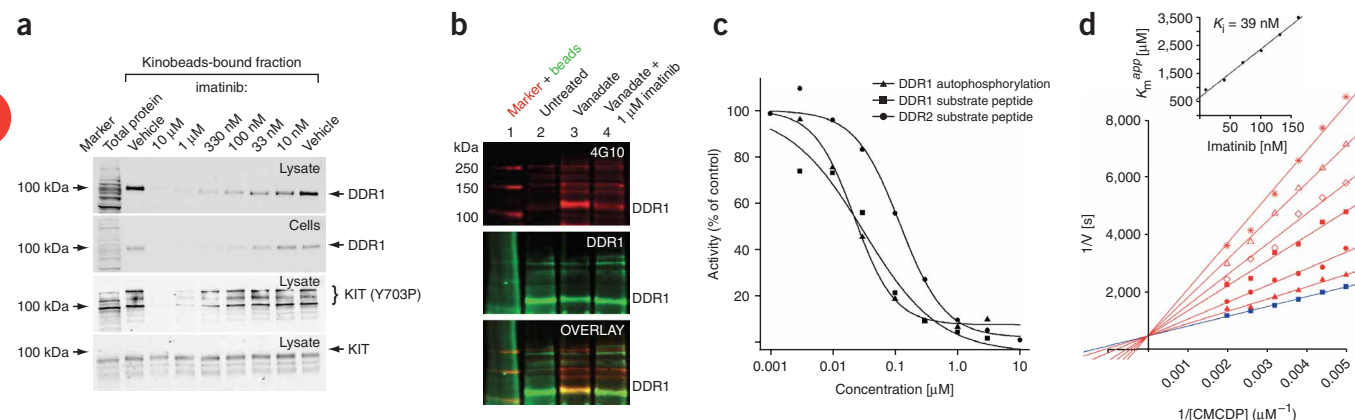 a
Kinobeads-bound fraction
imatinib:
Marker
Total protein
Vehicle
10 µM
1 µM
330 nM
100 nM
33 nM
10 nM
Vehicle
Lysate
100 kDa
DDR1
Cells
100 kDa
DDR1
Lysate
KIT (Y703P)
100 kDa
Lysate
100 kDa
KIT
b
Marker + beads
Untreated
Vanadate
Vanadate +
1 µM imatinib
1 2 3 4
kDa
4G10
250
150
100
DDR1
DDR1
DDR1
OVERLAY
DDR1
c
DDR1 autophosphorylation
DDR1 substrate peptide
DDR2 substrate peptide
Activity (% of control)
100
80
60
40
20
0.001 0.01 0.1 1.0 10
Concentration [µM]
d
Km app [µM]
3,500
2,500
1,500
500
Ki = 39 nM
0 50 100 150
Imatinib [nM]
1/V [s]
8,000
6,000
4,000
2,000
0.001 0.002 0.003 0.004 0.005
1/[CMCDP] (µM−1)